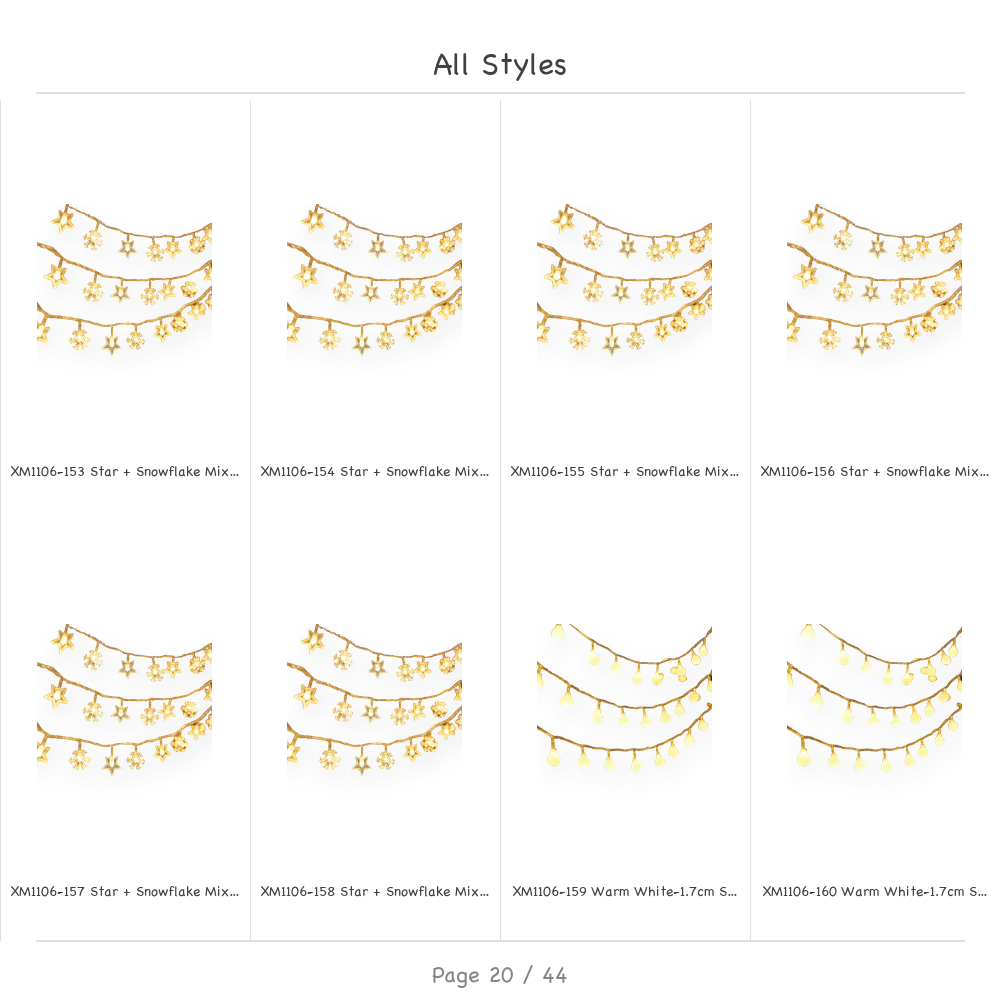 All Styles
XM1106-153 Star + Snowflake Mix...
XM1106-154 Star + Snowflake Mix...
XM1106-155 Star + Snowflake Mix...
XM1106-156 Star + Snowflake Mix...
XM1106-157 Star + Snowflake Mix...
XM1106-158 Star + Snowflake Mix...
XM1106-159 Warm White-1.7cm S...
XM1106-160 Warm White-1.7cm S...
Page 20 / 44